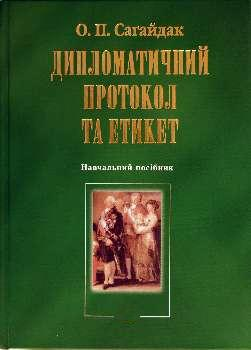 О. П. Сагайдак
ДИПЛОМАТИЧНИЙ
ПРОТОКОЛ
ТА ЕТИКЕТ
Навчальний посібник